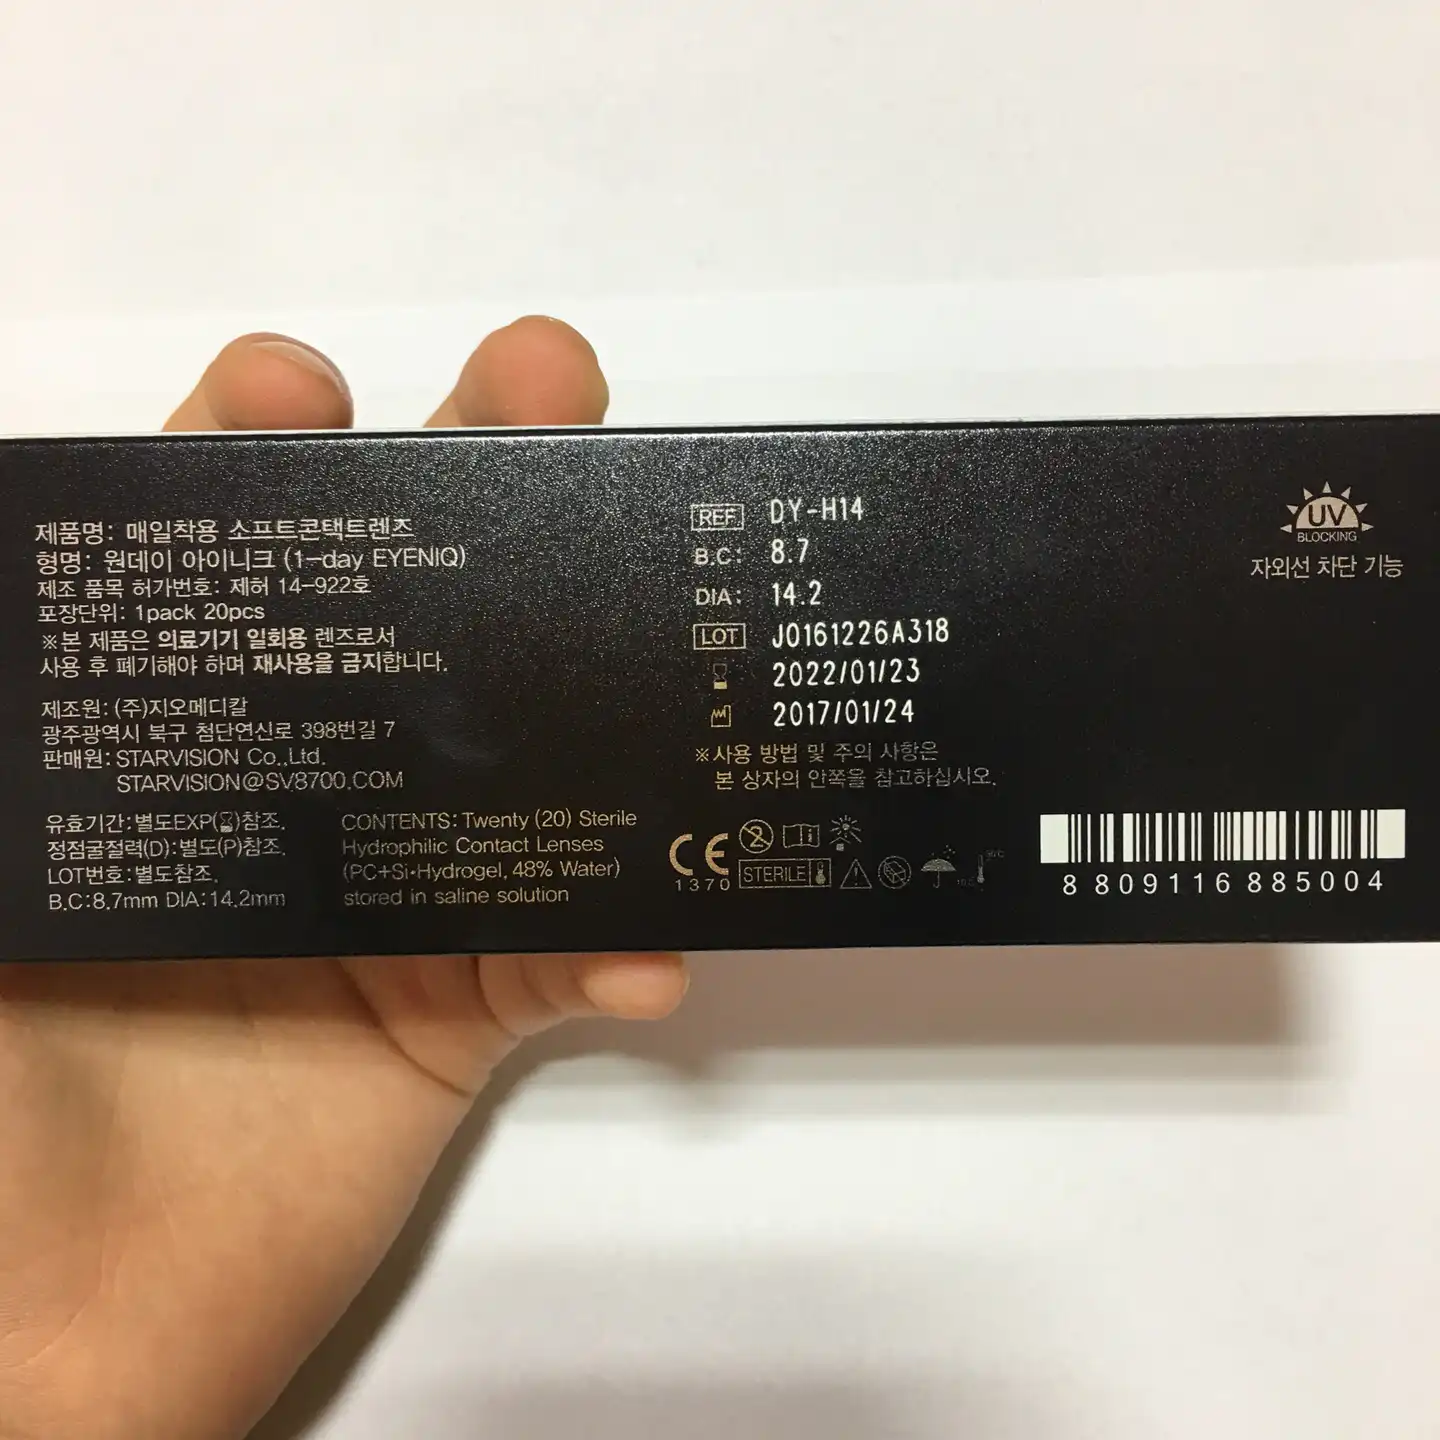 제품명: 매일착용 소프트콘택트렌즈
형명: 원데이 아이니크 (1-day EYENIQ)
제조 품목 허가번호: 제허 14-922호
포장단위: 1pack 20pcs
※본 제품은 의료기기 일회용 렌즈로서
사용 후 폐기해야 하며 재사용을 금지합니다.
제조원: (주)지오메디칼
광주광역시 북구 첨단연신로 398번길 7
판매원: STARVISION Co.,Ltd.
STARVISION@SV8700.COM
유효기간:별도EXP(⌛)참조.
정점굴절력(D):별도(P)참조.
LOT번호:별도참조.
B.C:8.7mm DIA:14.2mm
CONTENTS: Twenty (20) Sterile
Hydrophilic Contact Lenses
(PC+Si·Hydrogel, 48% Water)
stored in saline solution
REF DY-H14
B.C: 8.7
DIA: 14.2
LOT J0161226A318
2022/01/23
2017/01/24
※사용 방법 및 주의 사항은
본 상자의 안쪽을 참고하십시오.
CE
1370
2
STERILE
UV
BLOCKING
자외선 차단 기능
8 809116 885004